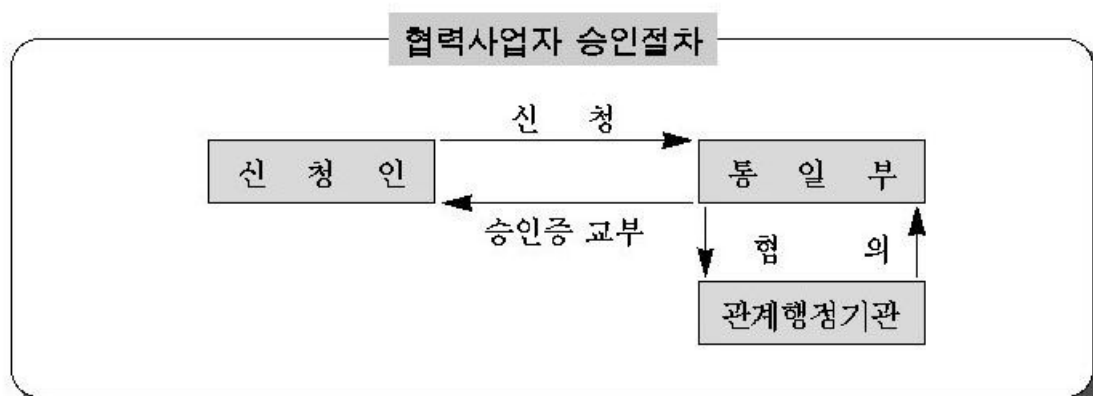 협력사업자 승인절차
신 청
신 청 인
통 일 부
승인증 교부
협 의
관계행정기관